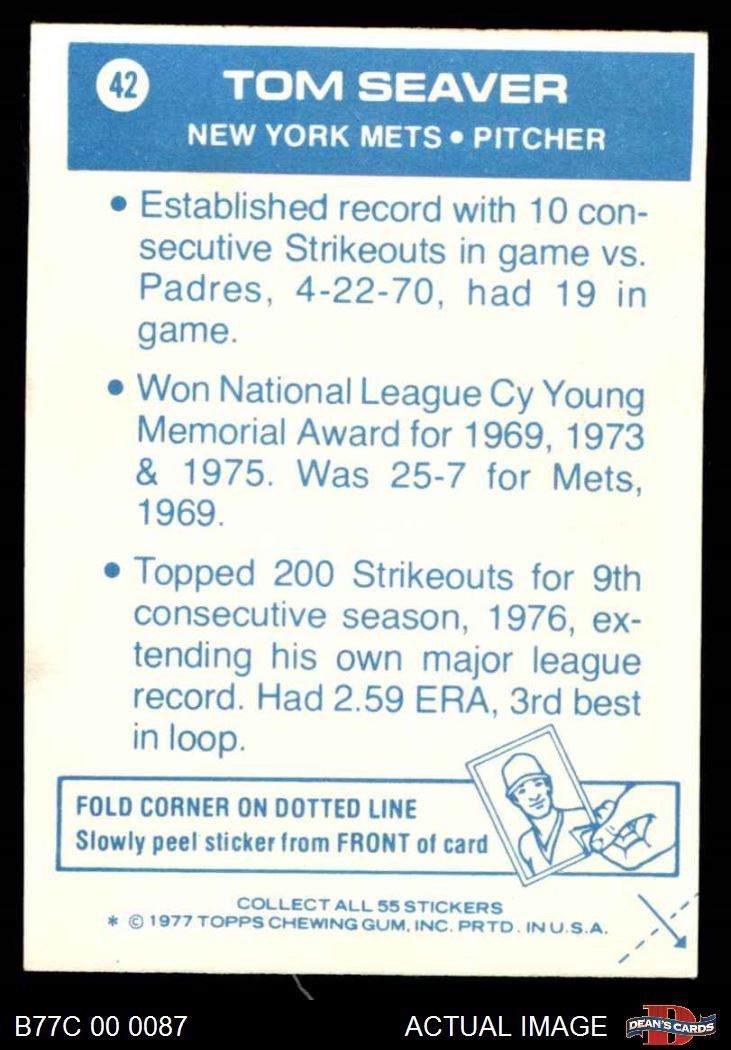 42
TOM SEAVER
NEW YORK METS • PITCHER
• Established record with 10 con-
secutive Strikeouts in game vs.
Padres, 4-22-70, had 19 in
game.
• Won National League Cy Young
Memorial Award for 1969, 1973
& 1975. Was 25-7 for Mets,
1969.
• Topped 200 Strikeouts for 9th
consecutive season, 1976, ex-
tending his own major league
record. Had 2.59 ERA, 3rd best
in loop.
FOLD CORNER ON DOTTED LINE
Slowly peel sticker from FRONT of card
COLLECT ALL 55 STICKERS
* © 1977 TOPPS CHEWING GUM, INC. PRTD. IN U.S.A.
B77C 00 0087
ACTUAL IMAGE
D
DEAN'S CARDS